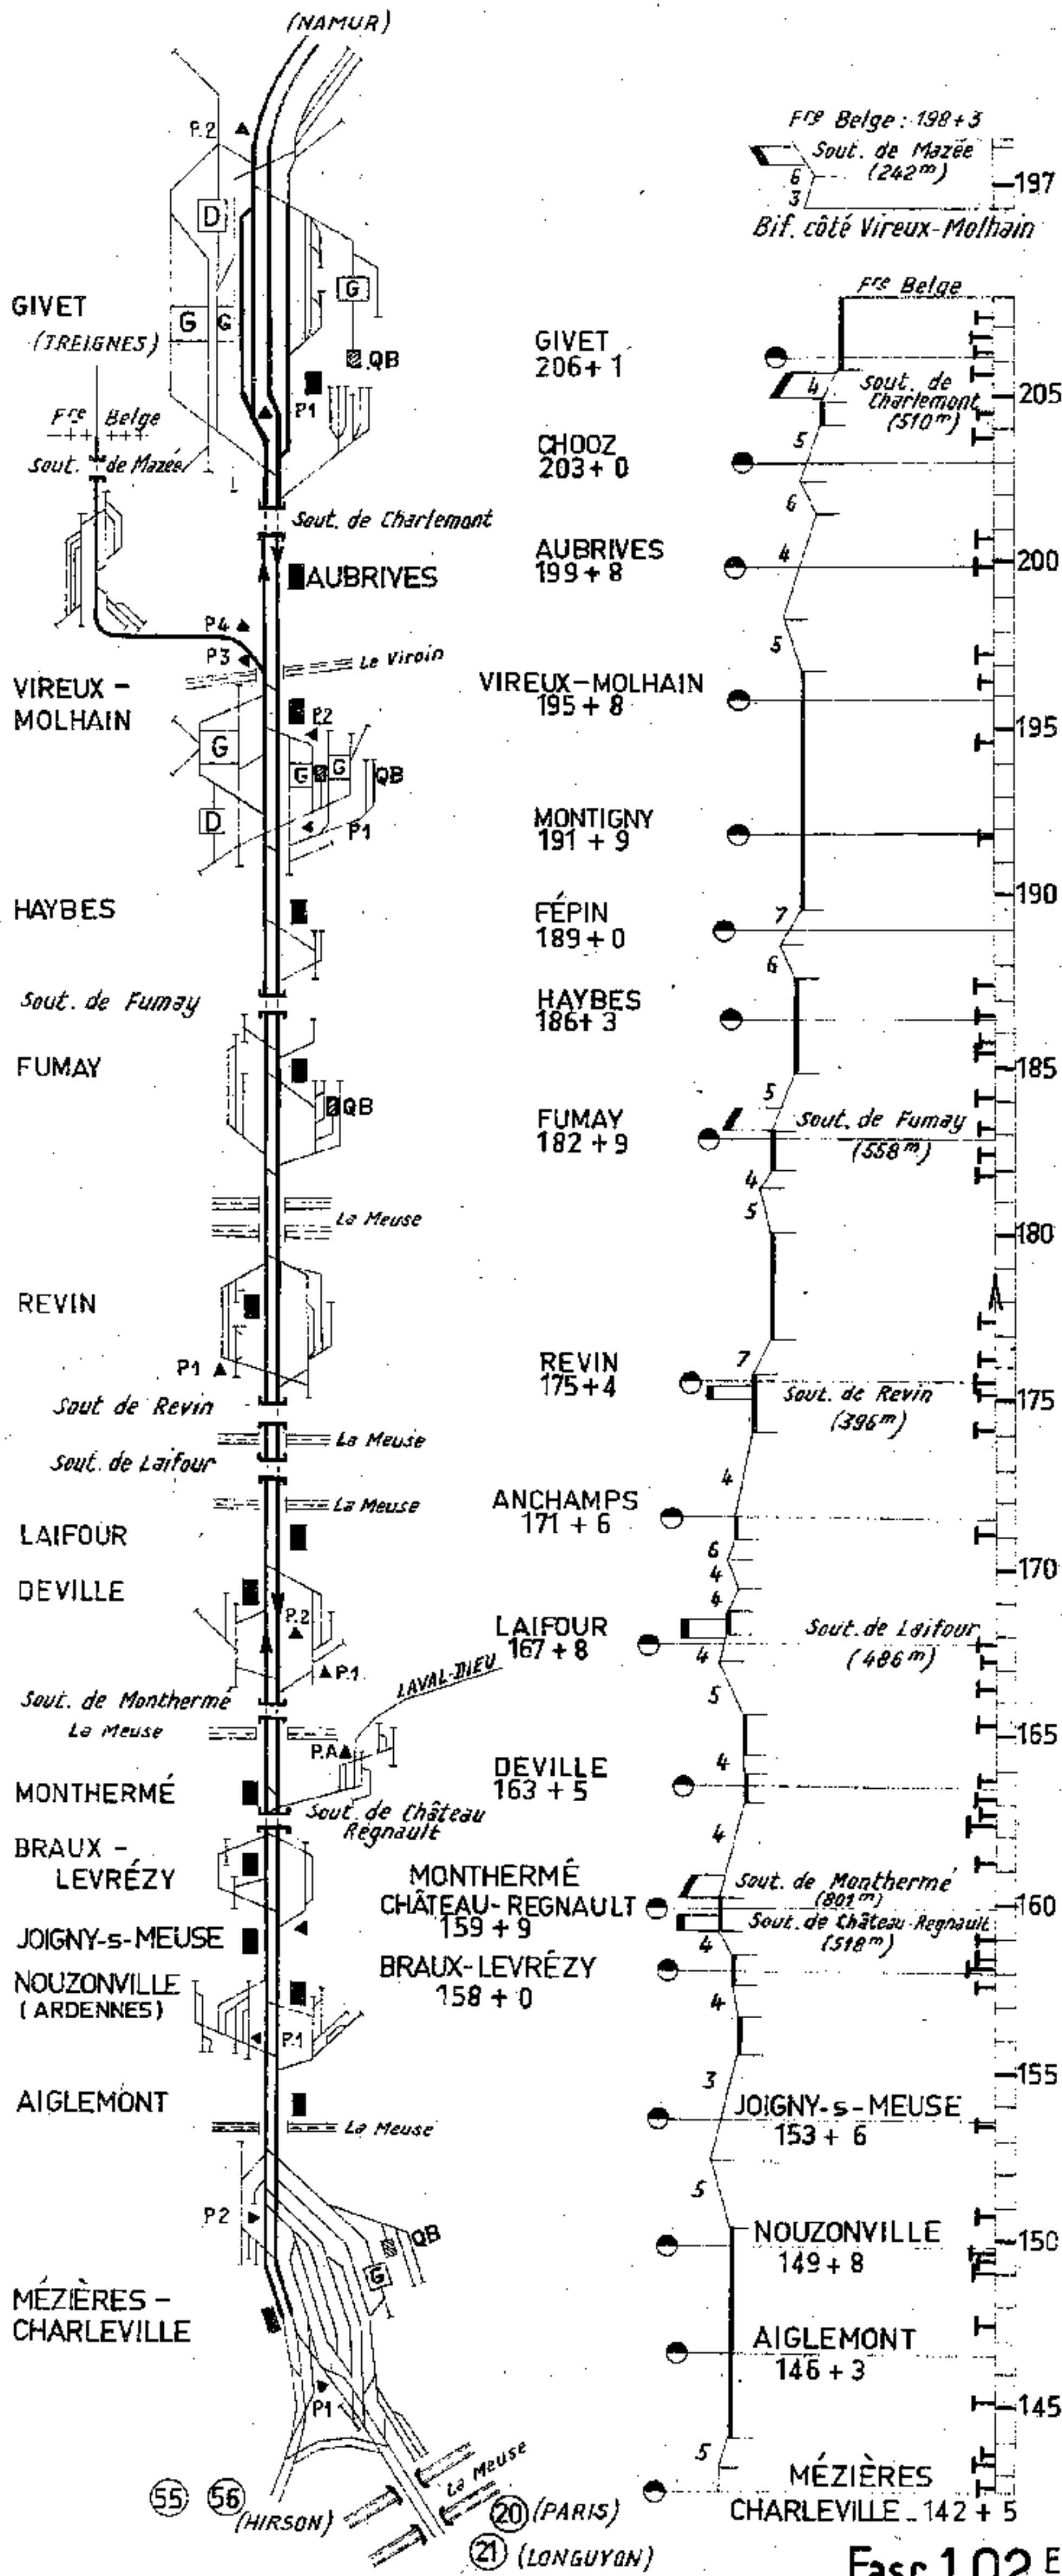 (NAMUR)
P.2
D
G
G
G
QB
P1
GIVET
(TREIGNES)
Fre Belge
Sout. de Mazée
Sout. de Charlemont
AUBRIVES
P4
P3
Le Viroin
VIREUX –
MOLHAIN
P2
G
G
G
QB
D
P1
HAYBES
Sout. de Fumay
FUMAY
QB
La Meuse
REVIN
P1
Sout de Revin
La Meuse
Sout. de Laifour
La Meuse
LAIFOUR
DEVILLE
P.2
P.1
LAVAL-DIEU
Sout. de Monthermé
La Meuse
P.A
MONTHERMÉ
Sout. de Château
Regnault
BRAUX –
LEVRÉZY
JOIGNY-s-MEUSE
NOUZONVILLE
(ARDENNES)
P.1
AIGLEMONT
La Meuse
P2
QB
G
MÉZIÈRES –
CHARLEVILLE
P1
La Meuse
55 56
(HIRSON)
20 (PARIS)
21 (LONGUYON)
Fre Belge : 198+3
Sout. de Mazée
(242m)
6
3
197
Bif. côté Vireux-Molhain
Fre Belge
GIVET
206+ 1
4
Sout. de
Charlemont
(510m)
205
5
CHOOZ
203 + 0
6
AUBRIVES
199 + 8
4
200
5
VIREUX–MOLHAIN
195 + 8
195
MONTIGNY
191 + 9
190
FÉPIN
189 + 0
7
6
HAYBES
186+ 3
185
5
FUMAY
182 + 9
Sout. de Fumay
(558m)
4
5
180
REVIN
175+4
7
Sout. de Revin
(396m)
175
4
ANCHAMPS
171 + 6
6
4
4
170
LAIFOUR
167 + 8
Sout. de Laifour
(486m)
4
5
165
DEVILLE
163 + 5
4
4
MONTHERMÉ
CHÂTEAU-REGNAULT
159 + 9
Sout. de Monthermé
(801m)
160
Sout. de Château-Regnault
(518m)
4
BRAUX-LEVRÉZY
158 + 0
4
3
155
JOIGNY-s-MEUSE
153 + 6
5
150
NOUZONVILLE
149 + 8
AIGLEMONT
146 + 3
145
5
MÉZIÈRES
CHARLEVILLE _ 142 + 5
Fasc 102 E